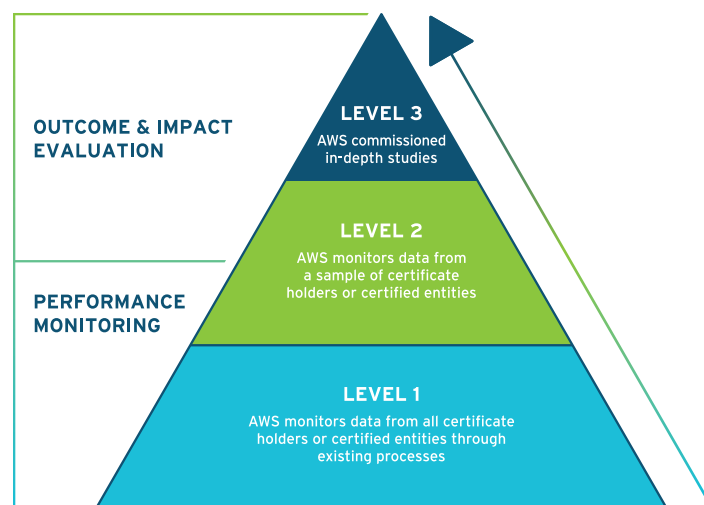 OUTCOME & IMPACT
EVALUATION
LEVEL 3
AWS commissioned
in-depth studies
LEVEL 2
AWS monitors data from
a sample of certificate
holders or certified entities
PERFORMANCE
MONITORING
LEVEL 1
AWS monitors data from all certificate
holders or certified entities through
existing processes